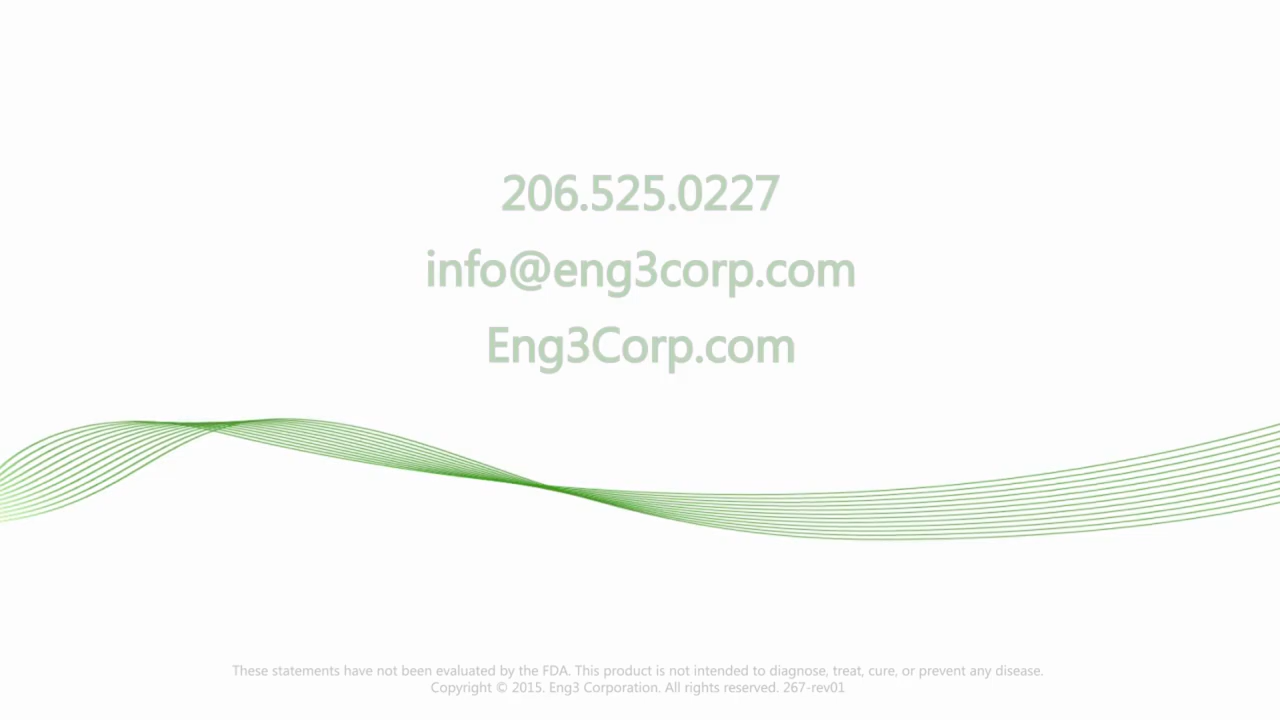 206.525.0227
info@eng3corp.com
Eng3Corp.com
These statements have not been evaluated by the FDA. This product is not intended to diagnose, treat, cure, or prevent any disease.
Copyright © 2015. Eng3 Corporation. All rights reserved. 267-rev01